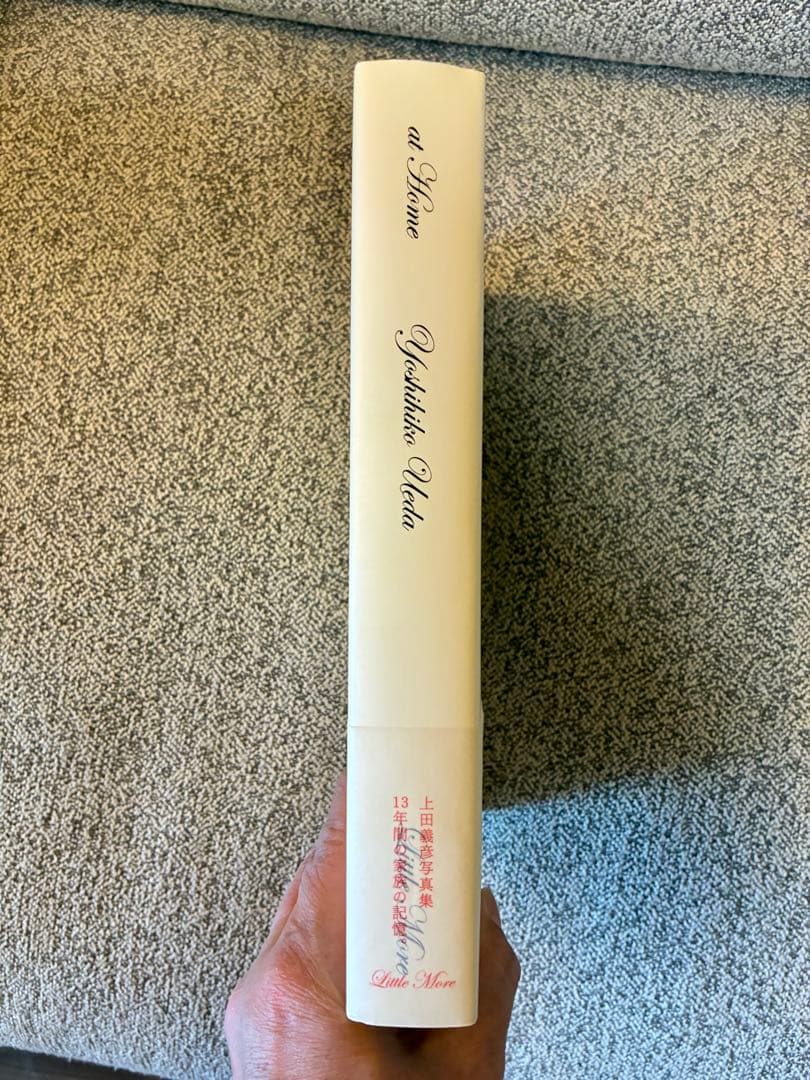 at Home
Yoshihiko Ueda
上田義彦写真集
13年間の家族の記憶
Little More
Little More